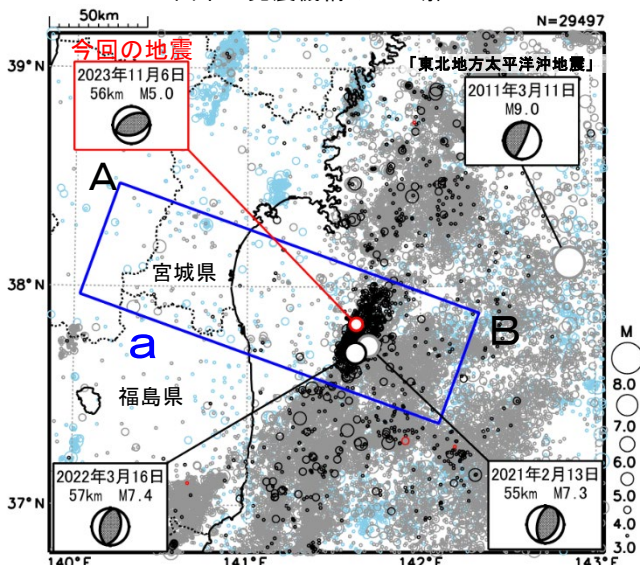 50km
N=29497
39°N
今回の地震
2023年11月6日
56km M5.0
「東北地方太平洋沖地震」
2011年3月11日
M9.0
A
38°N
宮城県
B
a
福島県
M
8.0
7.0
6.0
5.0
4.0
3.0
2022年3月16日
57km M7.4
2021年2月13日
55km M7.3
37°N
140°E
141°E
142°E
143°E